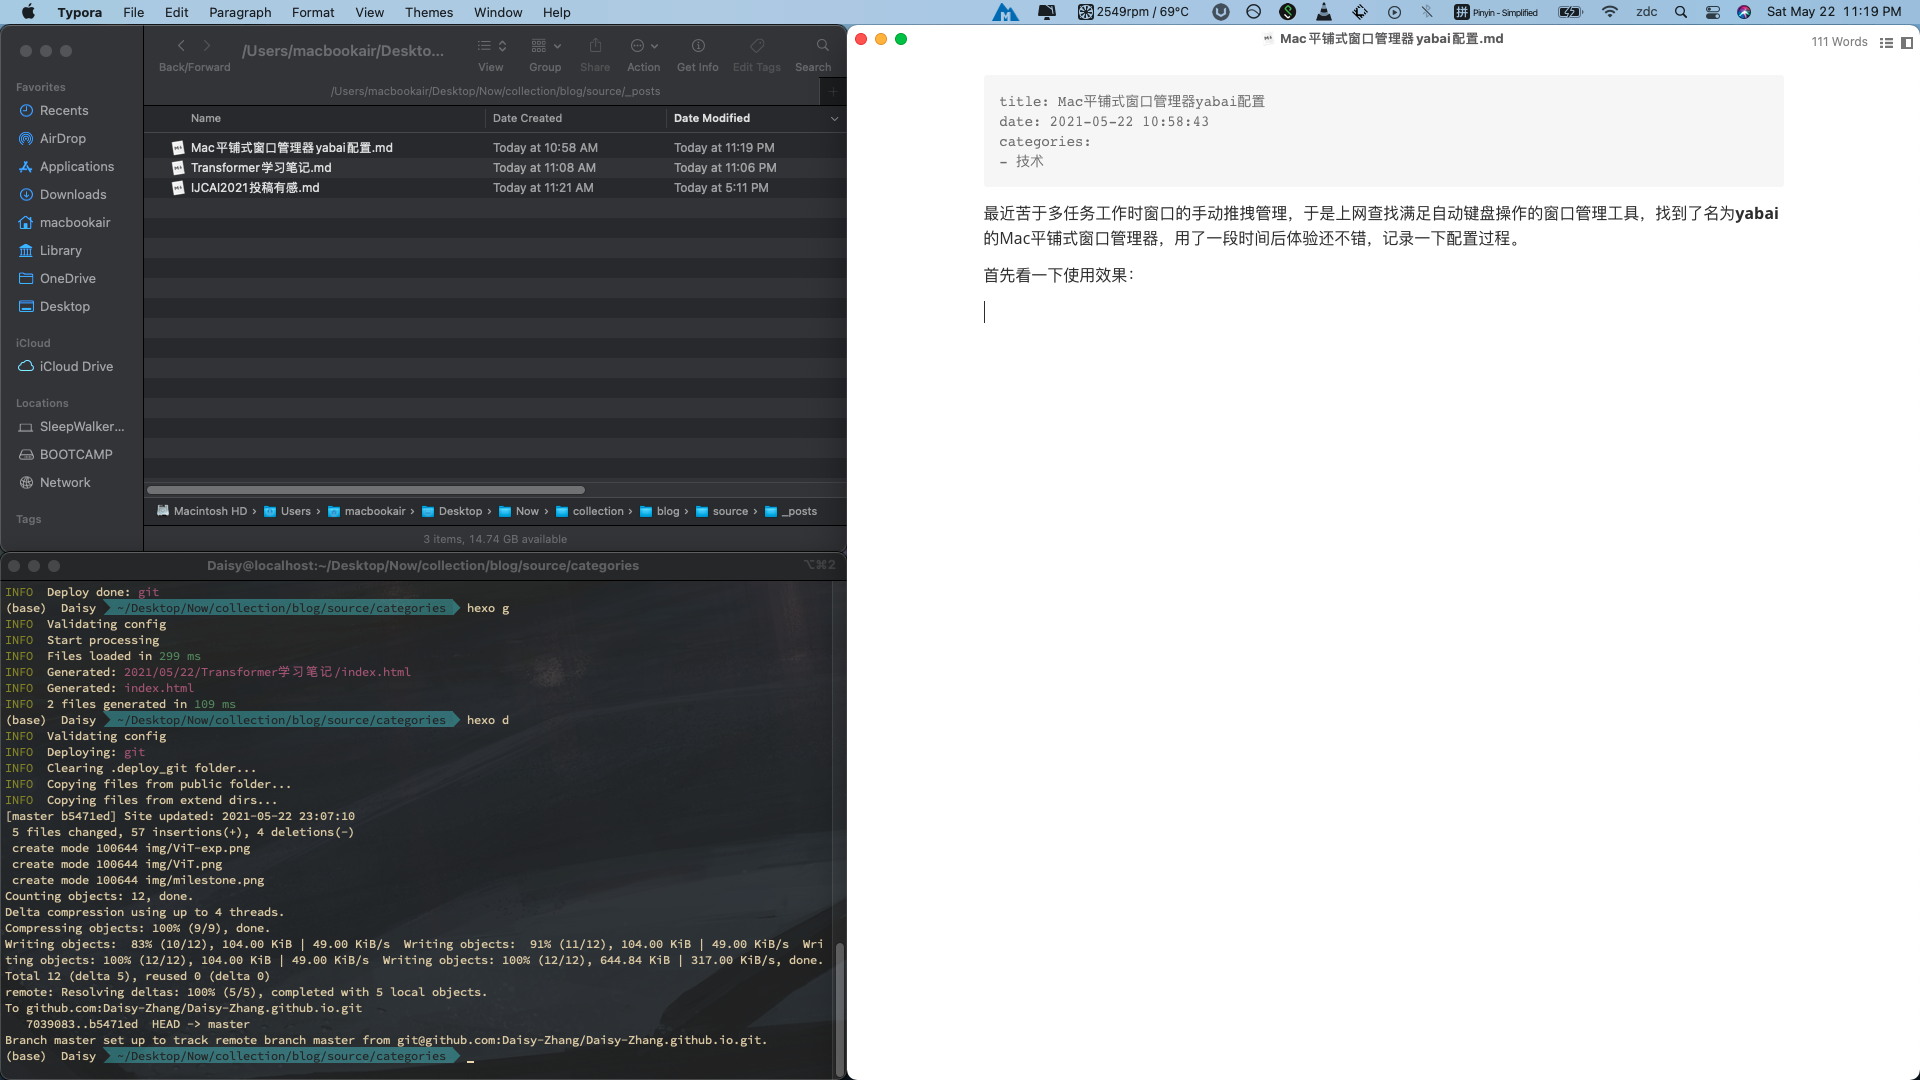 Typora File Edit Paragraph Format View Themes Window Help 2549rpm / 69°C 拼 Pinyin - Simplified zdc Sat May 22 11:19 PM
/Users/macbookair/Deskto...
Back/Forward View Group Share Action Get Info Edit Tags Search
/Users/macbookair/Desktop/Now/collection/blog/source/_posts
Favorites
Recents
AirDrop
Applications
Downloads
macbookair
Library
OneDrive
Desktop
iCloud
iCloud Drive
Locations
SleepWalker...
BOOTCAMP
Network
Tags
Name Date Created Date Modified
Mac平铺式窗口管理器yabai配置.md Today at 10:58 AM Today at 11:19 PM
Transformer学习笔记.md Today at 11:08 AM Today at 11:06 PM
IJCAI2021投稿有感.md Today at 11:21 AM Today at 5:11 PM
Macintosh HD › Users › macbookair › Desktop › Now › collection › blog › source › _posts
3 items, 14.74 GB available
Daisy@localhost:~/Desktop/Now/collection/blog/source/categories ⌥⌘2
INFO Deploy done: git
(base) Daisy ~/Desktop/Now/collection/blog/source/categories hexo g
INFO Validating config
INFO Start processing
INFO Files loaded in 299 ms
INFO Generated: 2021/05/22/Transformer学习笔记/index.html
INFO Generated: index.html
INFO 2 files generated in 109 ms
(base) Daisy ~/Desktop/Now/collection/blog/source/categories hexo d
INFO Validating config
INFO Deploying: git
INFO Clearing .deploy_git folder...
INFO Copying files from public folder...
INFO Copying files from extend dirs...
[master b5471ed] Site updated: 2021-05-22 23:07:10
5 files changed, 57 insertions(+), 4 deletions(-)
create mode 100644 img/ViT-exp.png
create mode 100644 img/ViT.png
create mode 100644 img/milestone.png
Counting objects: 12, done.
Delta compression using up to 4 threads.
Compressing objects: 100% (9/9), done.
Writing objects: 83% (10/12), 104.00 KiB | 49.00 KiB/s Writing objects: 91% (11/12), 104.00 KiB | 49.00 KiB/s Wri
ting objects: 100% (12/12), 104.00 KiB | 49.00 KiB/s Writing objects: 100% (12/12), 644.84 KiB | 317.00 KiB/s, done.
Total 12 (delta 5), reused 0 (delta 0)
remote: Resolving deltas: 100% (5/5), completed with 5 local objects.
To github.com:Daisy-Zhang/Daisy-Zhang.github.io.git
7039083..b5471ed HEAD -> master
Branch master set up to track remote branch master from git@github.com:Daisy-Zhang/Daisy-Zhang.github.io.git.
(base) Daisy ~/Desktop/Now/collection/blog/source/categories _
Mac平铺式窗口管理器yabai配置.md
111 Words
title: Mac平铺式窗口管理器yabai配置
date: 2021-05-22 10:58:43
categories:
- 技术
最近苦于多任务工作时窗口的手动推拽管理，于是上网查找满足自动键盘操作的窗口管理工具，找到了名为yabai
的Mac平铺式窗口管理器，用了一段时间后体验还不错，记录一下配置过程。
首先看一下使用效果：